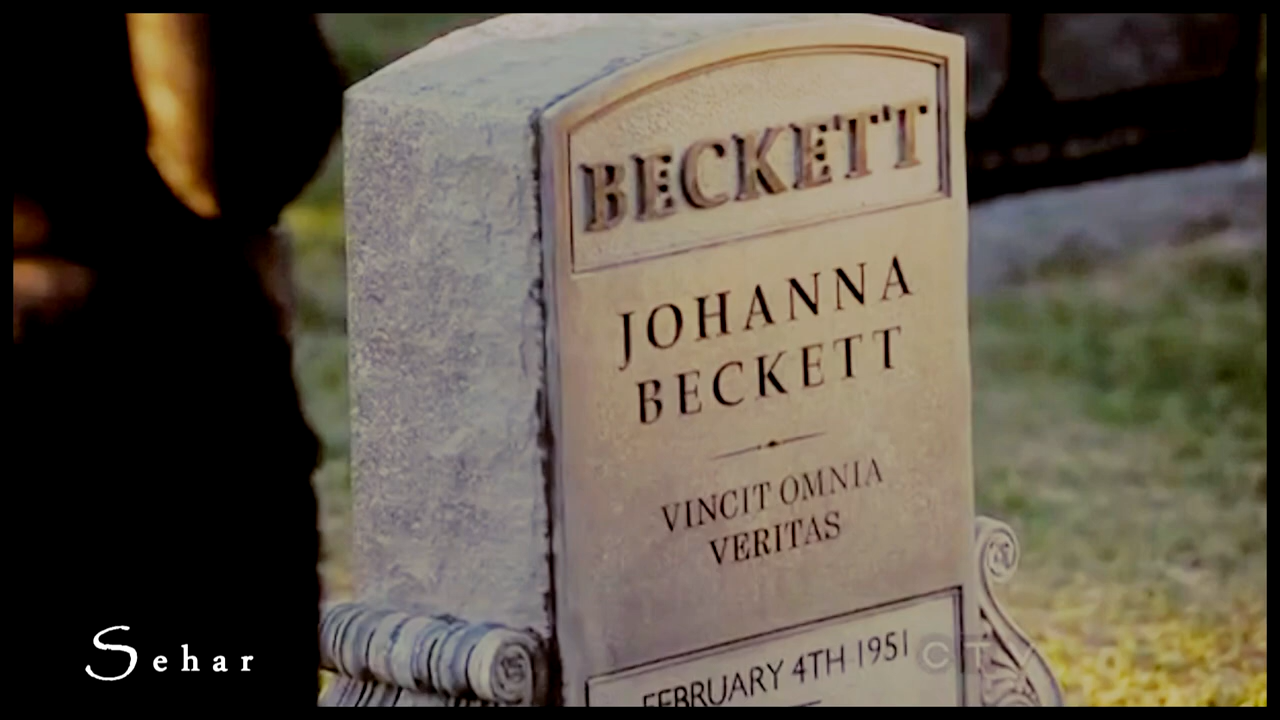 BECKETT
JOHANNA
BECKETT
VINCIT OMNIA
VERITAS
FEBRUARY 4TH 1951
CTV
Sehar